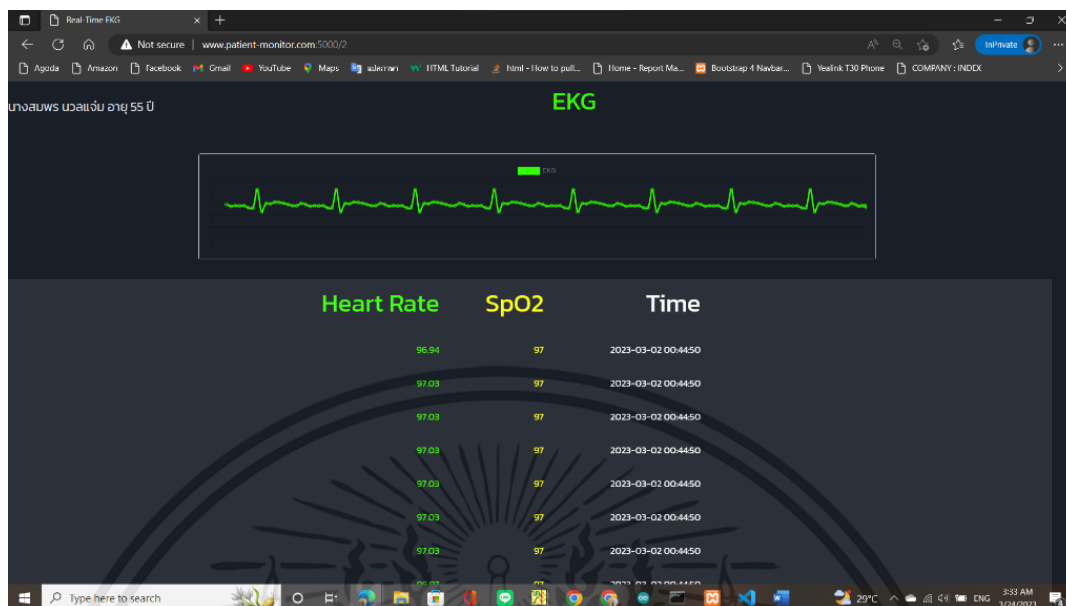 Real-Time EKG
Not secure | www.patient-monitor.com:5000/2
InPrivate
Agoda Amazon Facebook Gmail YouTube Maps แปลภาษา HTML Tutorial html - How to pull... Home - Report Ma... Bootstrap 4 Navbar... Yealink T30 Phone COMPANY : INDEX
นางสมพร นวลแจ่ม อายุ 55 ปี
EKG
EKG
Heart Rate SpO2 Time
96.94 97 2023-03-02 00:44:50
97.03 97 2023-03-02 00:44:50
97.03 97 2023-03-02 00:44:50
97.03 97 2023-03-02 00:44:50
97.03 97 2023-03-02 00:44:50
97.03 97 2023-03-02 00:44:50
97.03 97 2023-03-02 00:44:50
Type here to search
29°C ENG 3:33 AM
3/24/2023